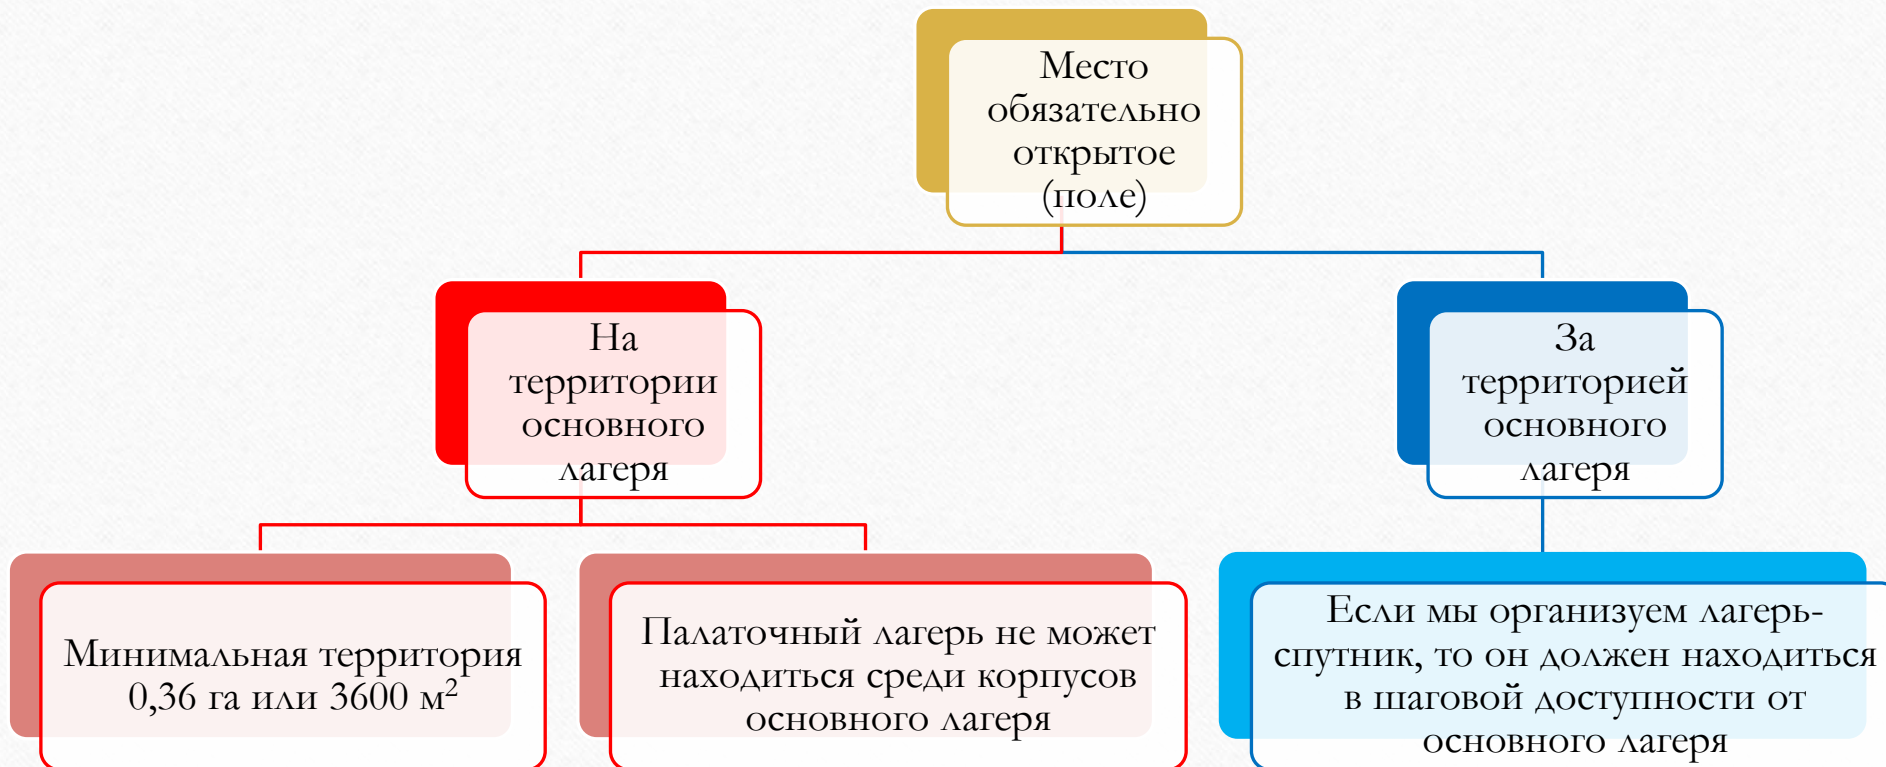 Место
обязательно
открытое
(поле)
На
территории
основного
лагеря
За
территорией
основного
лагеря
Минимальная территория
0,36 га или 3600 м²
Палаточный лагерь не может
находиться среди корпусов
основного лагеря
Если мы организуем лагерь-
спутник, то он должен находиться
в шаговой доступности от
основного лагеря